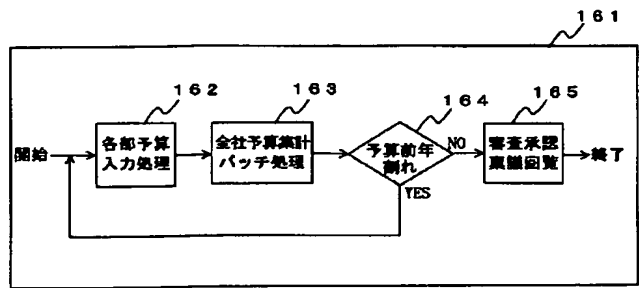 161
162
163
164
165
開始
各部予算
入力処理
全社予算集計
バッチ処理
予算前年
割れ
NO
YES
審査承認
稟議回覧
終了